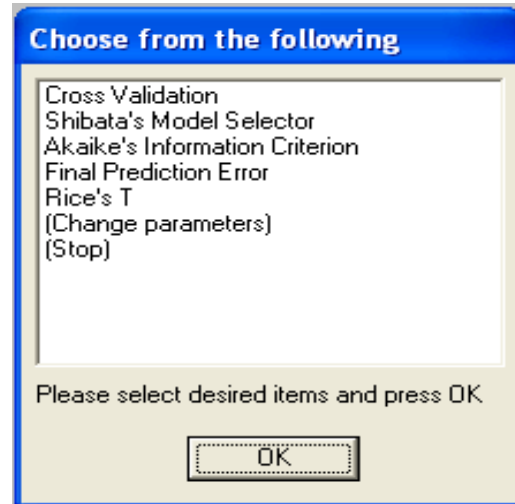 Choose from the following
Cross Validation
Shibata's Model Selector
Akaike's Information Criterion
Final Prediction Error
Rice's T
(Change parameters)
(Stop)
Please select desired items and press OK
OK